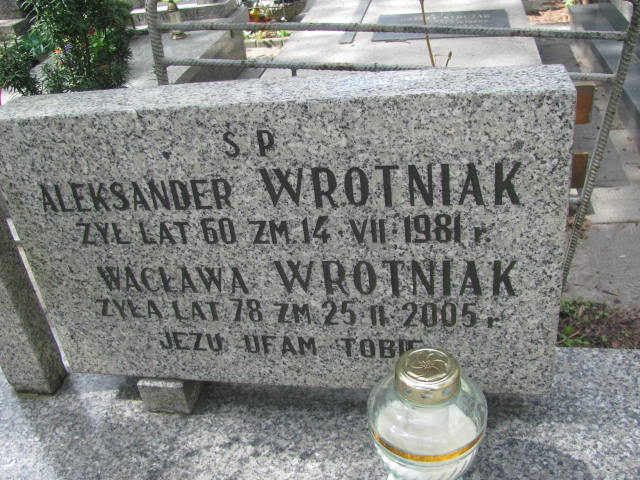 Ś P
ALEKSANDER WROTNIAK
ŻYŁ LAT 60 ZM. 14 VII 1981 r.
WACŁAWA WROTNIAK
ŻYŁA LAT 78 ZM. 25 II 2005 r.
JEZU UFAM TOBIE